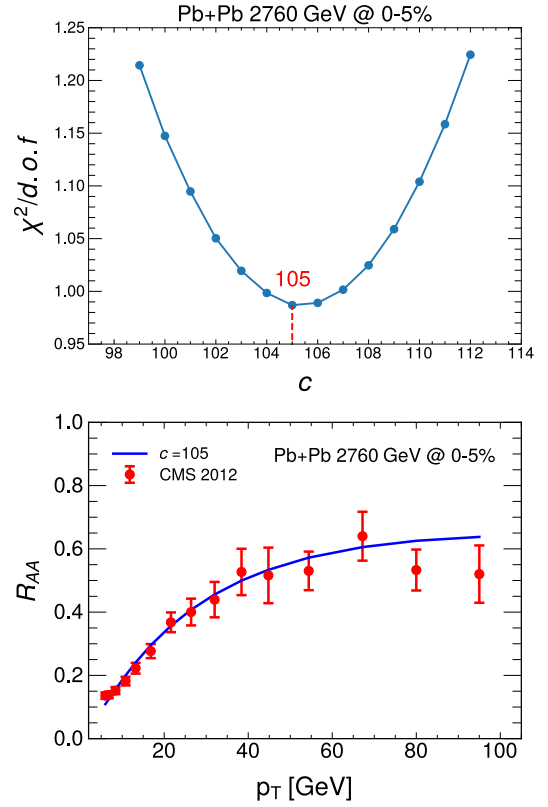 Pb+Pb 2760 GeV @ 0-5%
1.25
1.20
1.15
1.10
1.05
1.00
0.95
χ²/d.o.f
105
98 100 102 104 106 108 110 112 114
c
1.0
0.8
0.6
0.4
0.2
0.0
R_AA
c =105
CMS 2012
Pb+Pb 2760 GeV @ 0-5%
20 40 60 80 100
p_T [GeV]